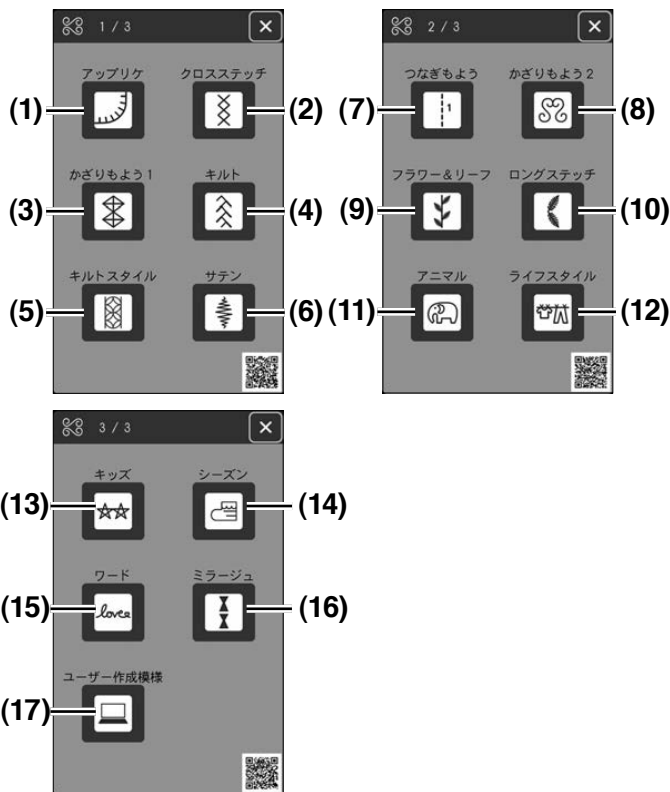 1 / 3
アップリケ クロスステッチ
(1) (2)
かざりもよう1 キルト
(3) (4)
キルトスタイル サテン
(5) (6)
2 / 3
つなぎもよう かざりもよう2
(7) 1 (8)
フラワー&リーフ ロングステッチ
(9) (10)
アニマル ライフスタイル
(11) (12)
3 / 3
キッズ シーズン
(13) (14)
ワード ミラージュ
(15) love (16)
ユーザー作成模様
(17)